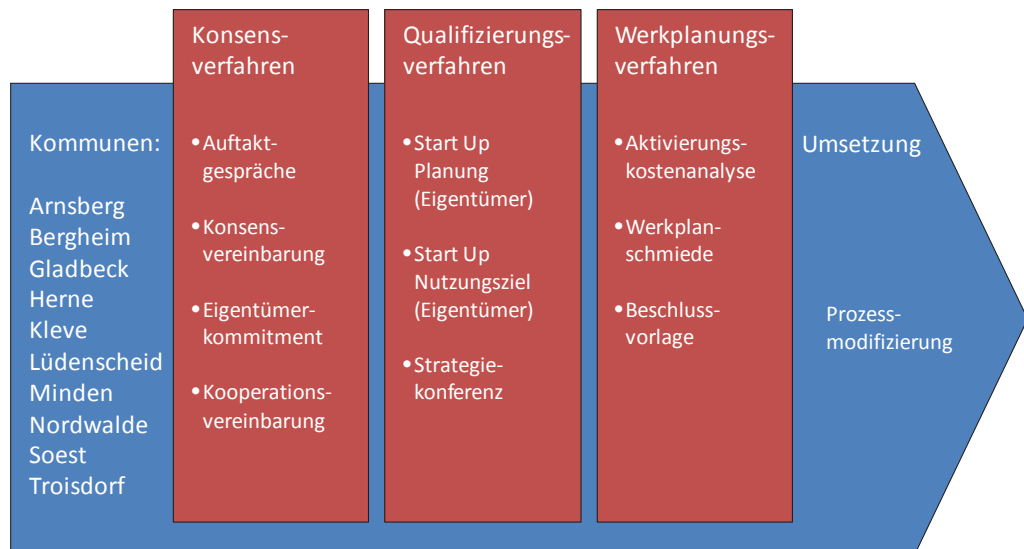 Kommunen:
Arnsberg
Bergheim
Gladbeck
Herne
Kleve
Lüdenscheid
Minden
Nordwalde
Soest
Troisdorf
Konsens-
verfahren
•Auftakt-
gespräche
•Konsens-
vereinbarung
•Eigentümer-
kommitment
•Kooperations-
vereinbarung
Qualifizierungs-
verfahren
•Start Up
Planung
(Eigentümer)
•Start Up
Nutzungsziel
(Eigentümer)
•Strategie-
konferenz
Werkplanungs-
verfahren
•Aktivierungs-
kostenanalyse
•Werkplan-
schmiede
•Beschluss-
vorlage
Umsetzung
Prozess-
modifizierung